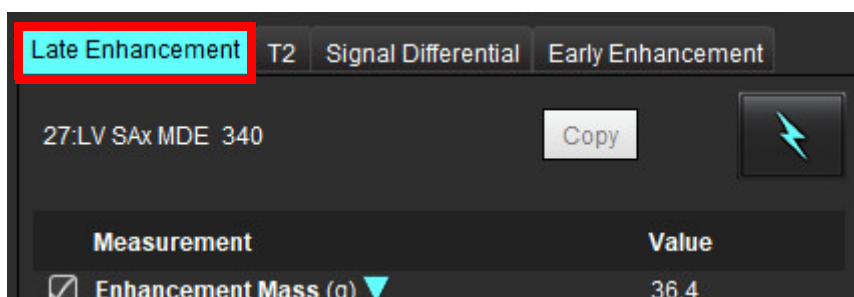 Late Enhancement T2 Signal Differential Early Enhancement
27:LV SAx MDE 340 Copy
Measurement Value
Enhancement Mass (g) 36.4